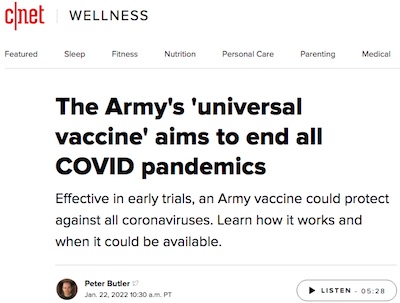 c|net WELLNESS
Featured Sleep Fitness Nutrition Personal Care Parenting Medical
The Army's 'universal
vaccine' aims to end all
COVID pandemics
Effective in early trials, an Army vaccine could protect
against all coronaviruses. Learn how it works and
when it could be available.
Peter Butler
Jan. 22, 2022 10:30 a.m. PT
LISTEN - 05:28